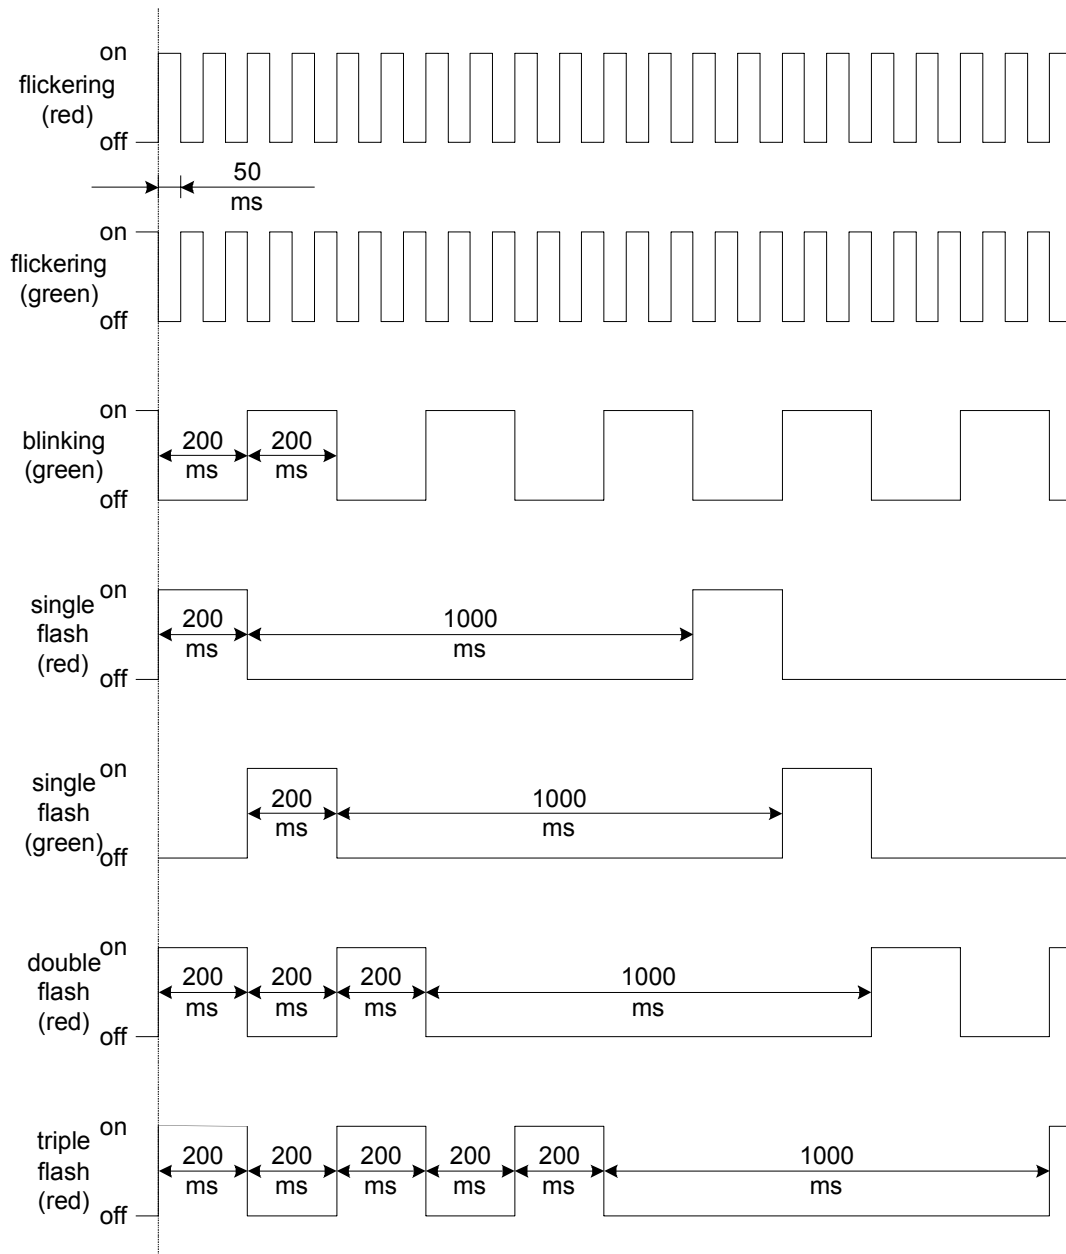 on
flickering
(red)
off
50
ms
on
flickering
(green)
off
on
blinking
(green)
off
200
ms
200
ms
on
single
flash
(red)
off
200
ms
1000
ms
on
single
flash
(green)
off
200
ms
1000
ms
on
double
flash
(red)
off
200
ms
200
ms
200
ms
1000
ms
on
triple
flash
(red)
off
200
ms
200
ms
200
ms
200
ms
200
ms
1000
ms